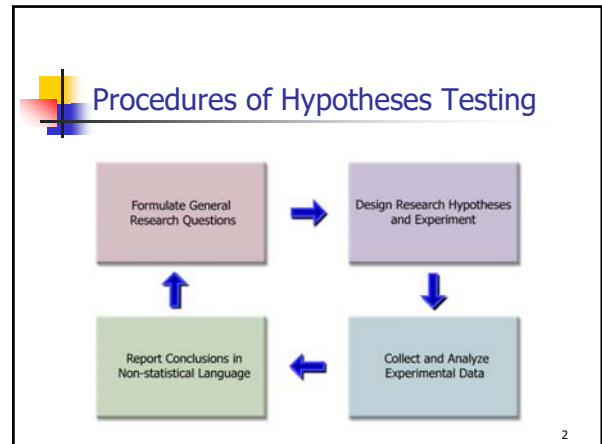 Procedures of Hypotheses Testing
Formulate General
Research Questions
Design Research Hypotheses
and Experiment
Report Conclusions in
Non-statistical Language
Collect and Analyze
Experimental Data
2